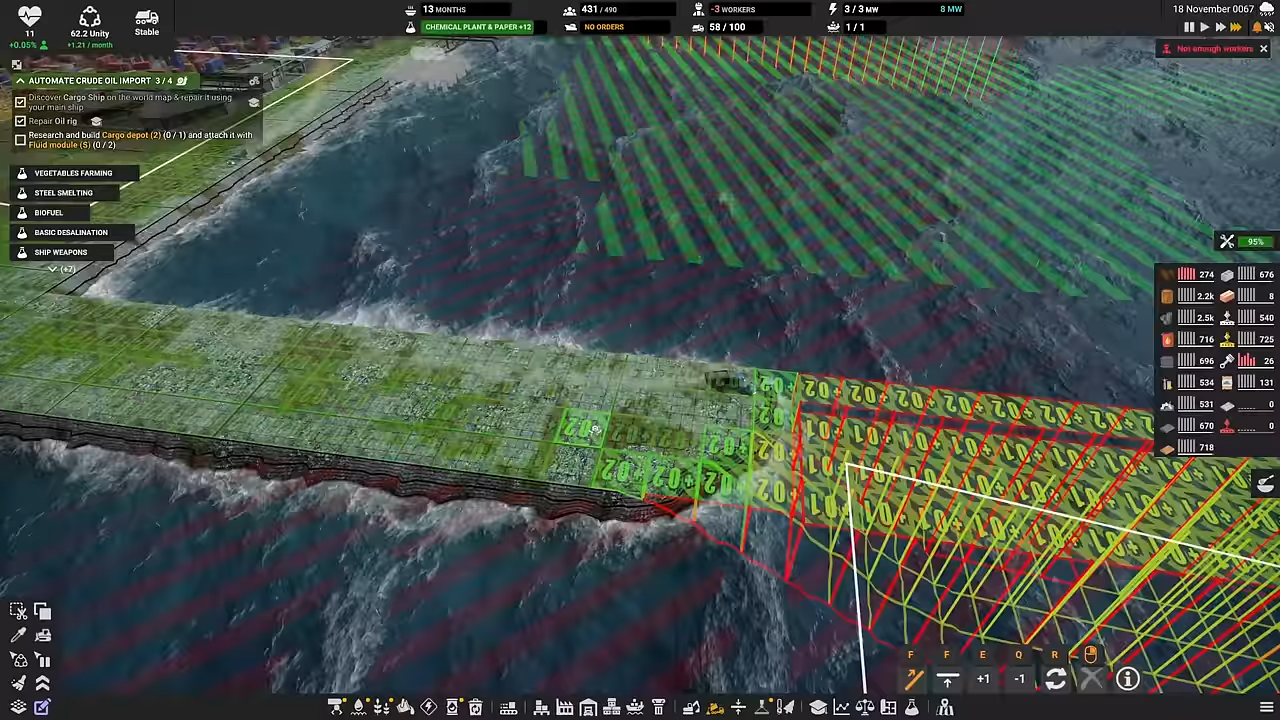 13 MONTHS
431 / 490
-3 WORKERS
3 / 3 MW
8 MW
18 November 0067
11
62.2 Unity
Stable
+0.05%
+1.21 / month
CHEMICAL PLANT & PAPER +12
NO ORDERS
58 / 100
1 / 1
Not enough workers
AUTOMATE CRUDE OIL IMPORT 3 / 4
Discover Cargo Ship on the world map & repair it using
your main ship
Repair Oil rig
Research and build Cargo depot (2) (0 / 1) and attach it with
Fluid module (S) (0 / 2)
VEGETABLES FARMING
STEEL SMELTING
BIOFUEL
BASIC DESALINATION
SHIP WEAPONS
(+7)
95%
274
676
2.2k
8
2.5k
540
716
725
696
26
534
131
531
0
670
0
718
F
F
E
Q
R
+1
-1